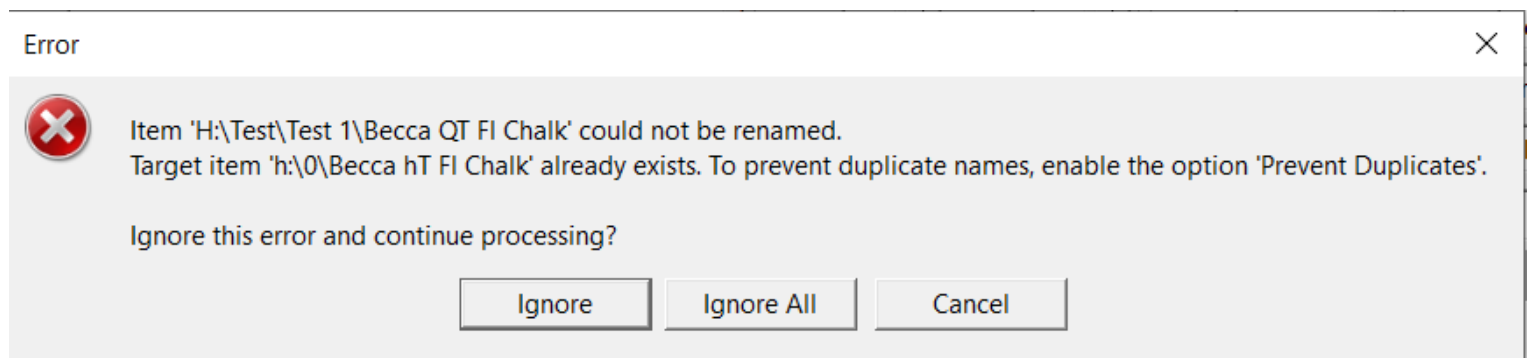 Error
Item 'H:\Test\Test 1\Becca QT FI Chalk' could not be renamed.
Target item 'h:\0\Becca hT FI Chalk' already exists. To prevent duplicate names, enable the option 'Prevent Duplicates'.
Ignore this error and continue processing?
Ignore Ignore All Cancel